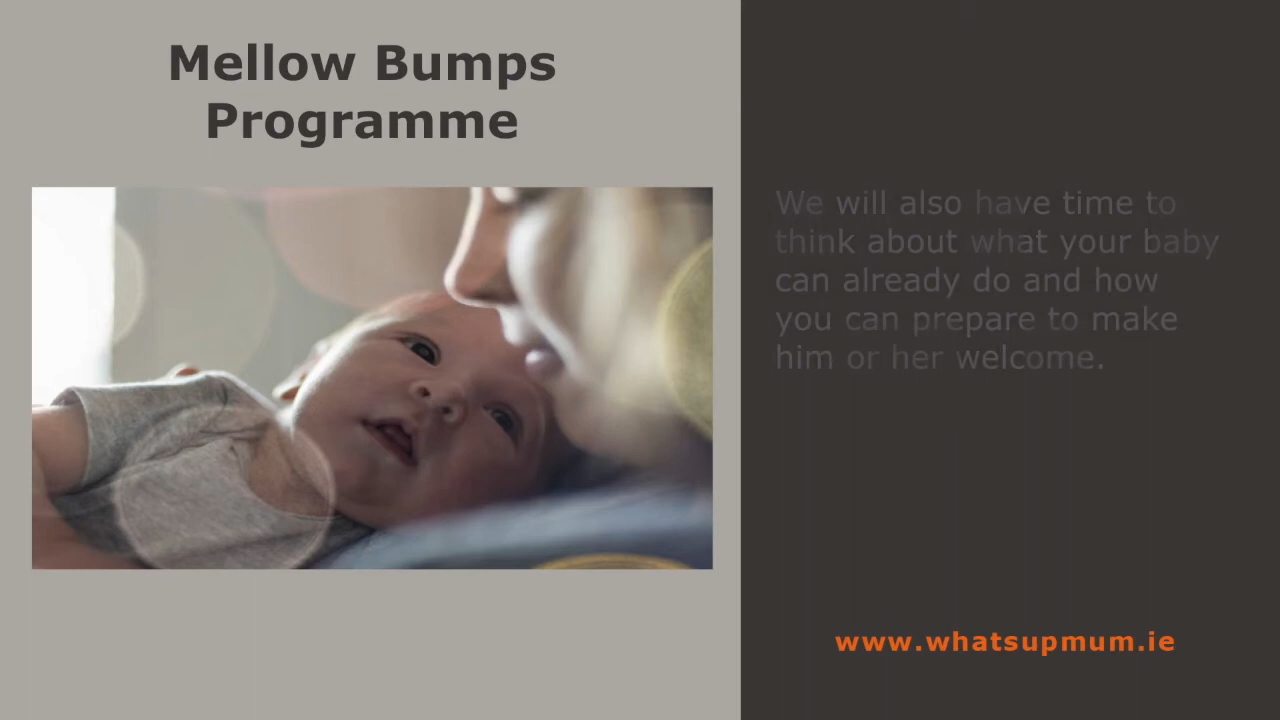 Mellow Bumps
Programme
We will also have time to
think about what your baby
can already do and how
you can prepare to make
him or her welcome.
www.whatsupmum.ie